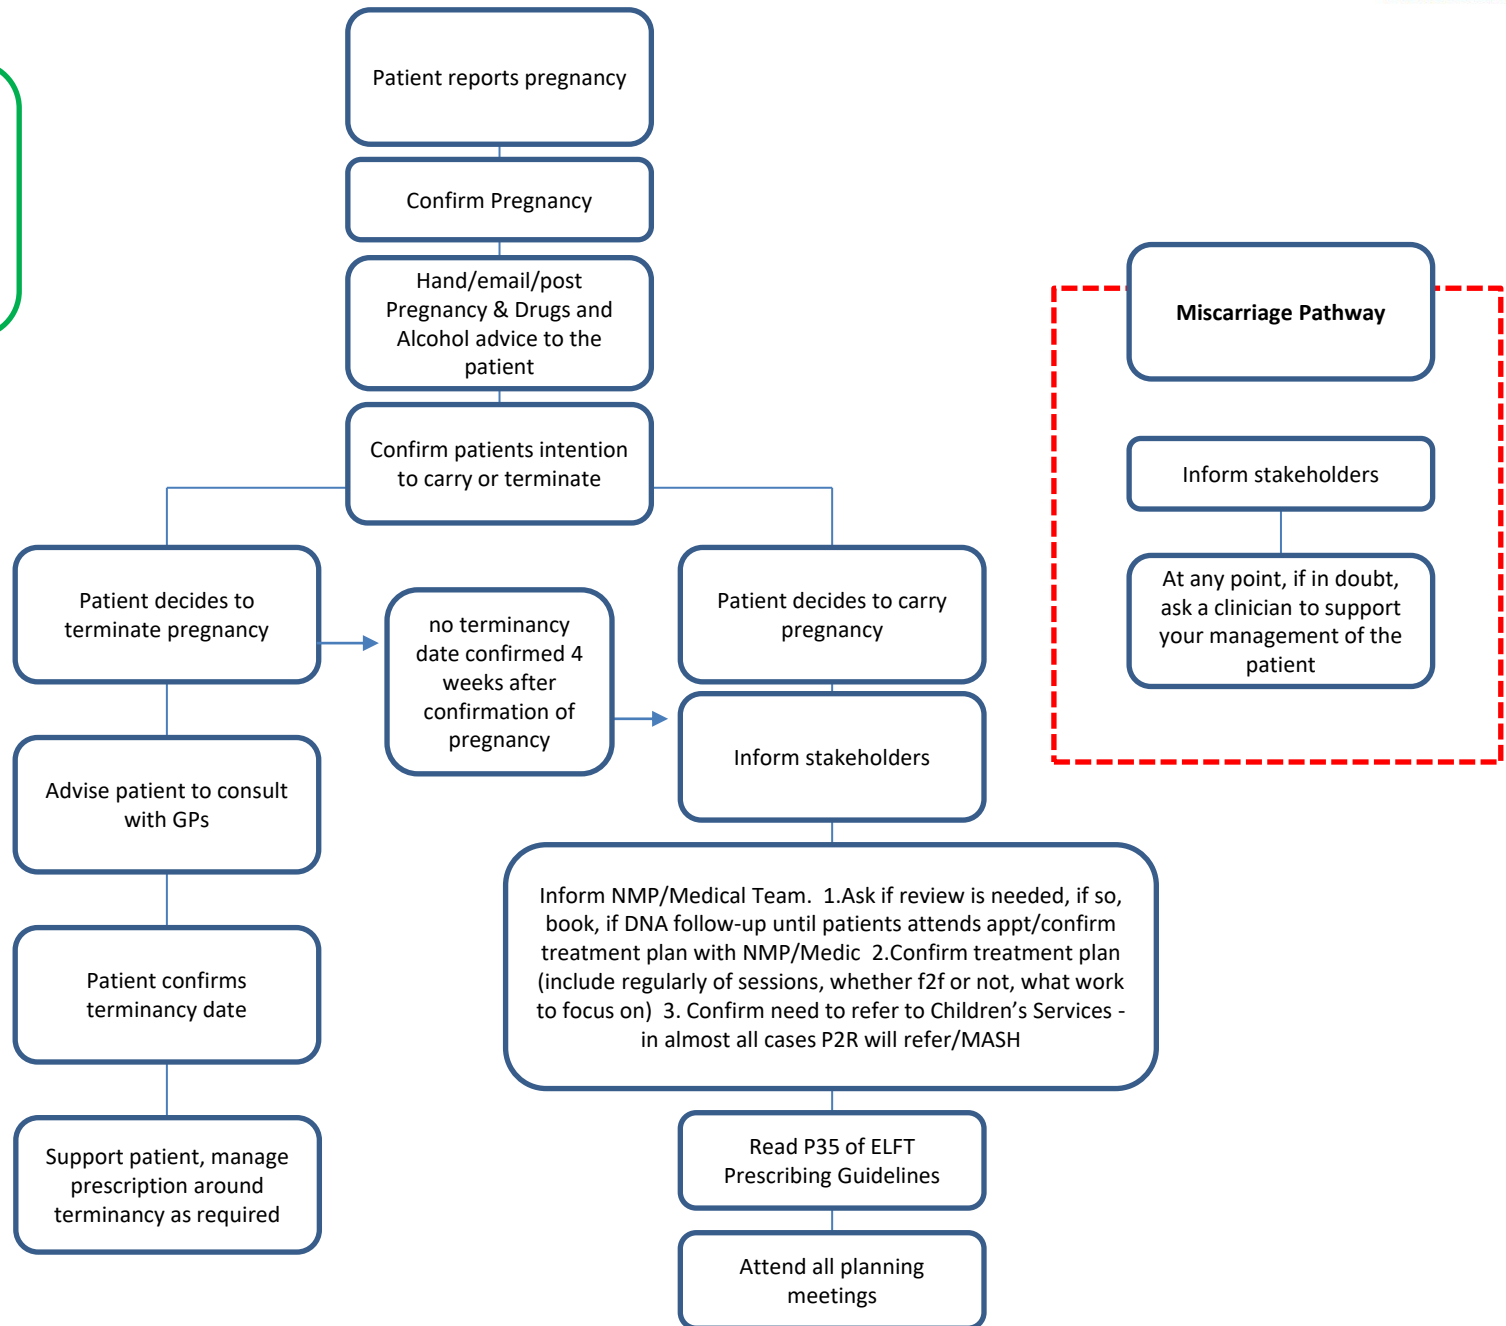 Patient reports pregnancy
Confirm Pregnancy
Hand/email/post
Pregnancy & Drugs and
Alcohol advice to the
patient
Confirm patients intention
to carry or terminate
Patient decides to
terminate pregnancy
Advise patient to consult
with GPs
Patient confirms
terminancy date
Support patient, manage
prescription around
terminancy as required
no terminancy
date confirmed 4
weeks after
confirmation of
pregnancy
Patient decides to carry
pregnancy
Inform stakeholders
Inform NMP/Medical Team.  1.Ask if review is needed, if so,
book, if DNA follow-up until patients attends appt/confirm
treatment plan with NMP/Medic  2.Confirm treatment plan
(include regularly of sessions, whether f2f or not, what work
to focus on)  3. Confirm need to refer to Children’s Services -
in almost all cases P2R will refer/MASH
Read P35 of ELFT
Prescribing Guidelines
Attend all planning
meetings
Miscarriage Pathway
Inform stakeholders
At any point, if in doubt,
ask a clinician to support
your management of the
patient